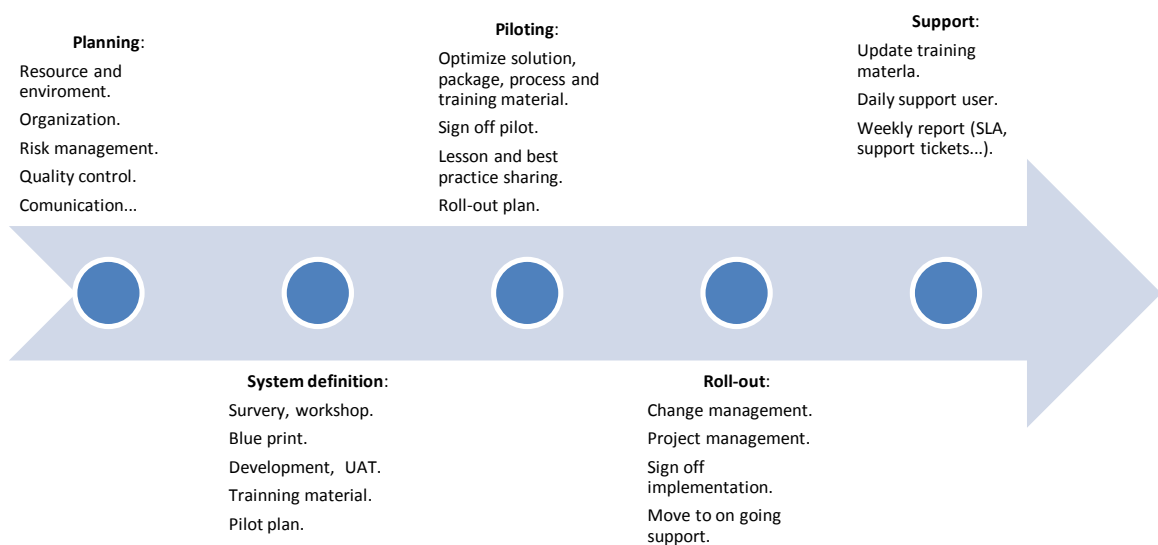 Planning:
Resource and
enviroment.
Organization.
Risk management.
Quality control.
Comunication...
System definition:
Survery, workshop.
Blue print.
Development, UAT.
Trainning material.
Pilot plan.
Piloting:
Optimize solution,
package, process and
training material.
Sign off pilot.
Lesson and best
practice sharing.
Roll-out plan.
Roll-out:
Change management.
Project management.
Sign off
implementation.
Move to on going
support.
Support:
Update training
materla.
Daily support user.
Weekly report (SLA,
support tickets...).